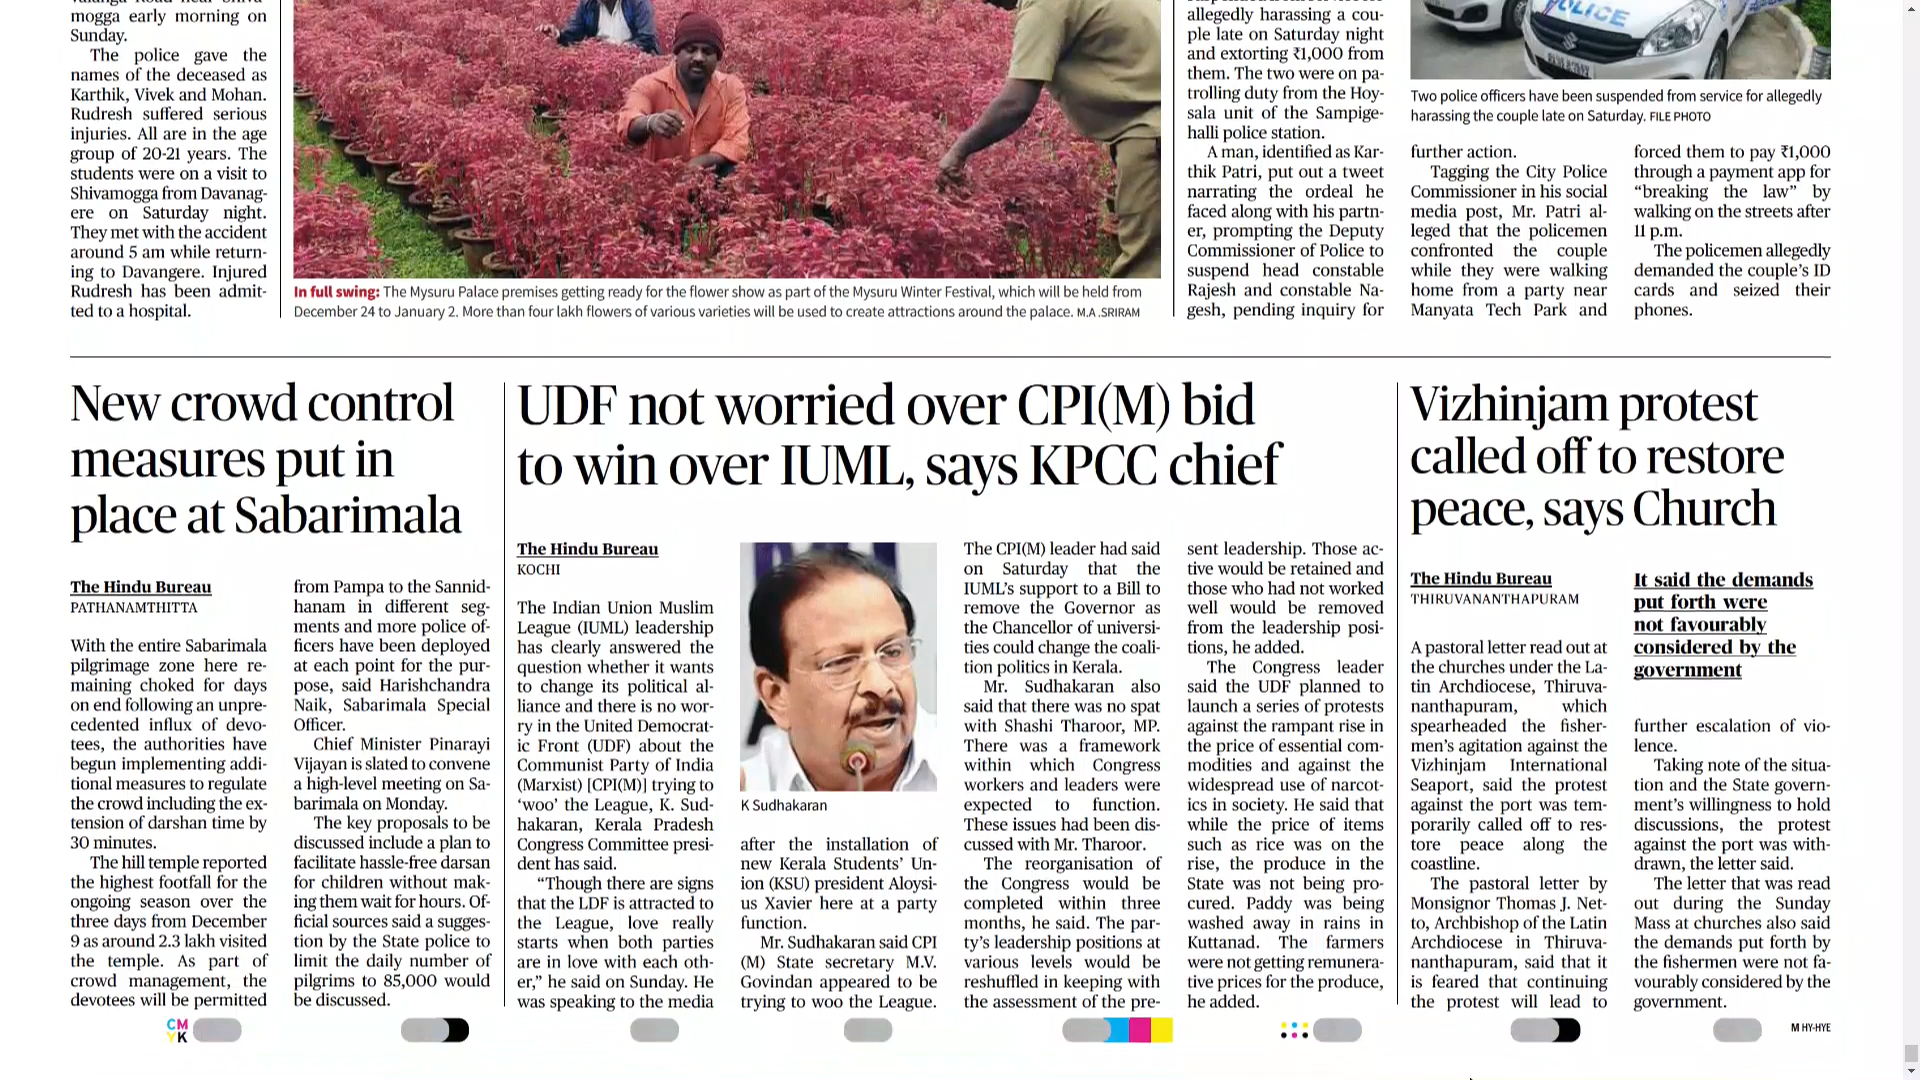 mogga early morning on
Sunday.
The police gave the
names of the deceased as
Karthik, Vivek and Mohan.
Rudresh suffered serious
injuries. All are in the age
group of 20-21 years. The
students were on a visit to
Shivamogga from Davanag-
ere on Saturday night.
They met with the accident
around 5 am while return-
ing to Davangere. Injured
Rudresh has been admit-
ted to a hospital.
In full swing: The Mysuru Palace premises getting ready for the flower show as part of the Mysuru Winter Festival, which will be held from
December 24 to January 2. More than four lakh flowers of various varieties will be used to create attractions around the palace. M.A .SRIRAM
allegedly harassing a cou-
ple late on Saturday night
and extorting ₹1,000 from
them. The two were on pa-
trolling duty from the Hoy-
sala unit of the Sampige-
halli police station.
A man, identified as Kar-
thik Patri, put out a tweet
narrating the ordeal he
faced along with his partn-
er, prompting the Deputy
Commissioner of Police to
suspend head constable
Rajesh and constable Na-
gesh, pending inquiry for
POLICE
Two police officers have been suspended from service for allegedly
harassing the couple late on Saturday. FILE PHOTO
further action.
Tagging the City Police
Commissioner in his social
media post, Mr. Patri al-
leged that the policemen
confronted the couple
while they were walking
home from a party near
Manyata Tech Park and
forced them to pay ₹1,000
through a payment app for
“breaking the law” by
walking on the streets after
11 p.m.
The policemen allegedly
demanded the couple’s ID
cards and seized their
phones.
New crowd control
measures put in
place at Sabarimala
The Hindu Bureau
PATHANAMTHITTA
With the entire Sabarimala
pilgrimage zone here re-
maining choked for days
on end following an unpre-
cedented influx of devo-
tees, the authorities have
begun implementing addi-
tional measures to regulate
the crowd including the ex-
tension of darshan time by
30 minutes.
The hill temple reported
the highest footfall for the
ongoing season over the
three days from December
9 as around 2.3 lakh visited
the temple. As part of
crowd management, the
devotees will be permitted
from Pampa to the Sannid-
hanam in different seg-
ments and more police of-
ficers have been deployed
at each point for the pur-
pose, said Harishchandra
Naik, Sabarimala Special
Officer.
Chief Minister Pinarayi
Vijayan is slated to convene
a high-level meeting on Sa-
barimala on Monday.
The key proposals to be
discussed include a plan to
facilitate hassle-free darsan
for children without mak-
ing them wait for hours. Of-
ficial sources said a sugges-
tion by the State police to
limit the daily number of
pilgrims to 85,000 would
be discussed.
UDF not worried over CPI(M) bid
to win over IUML, says KPCC chief
The Hindu Bureau
KOCHI
The Indian Union Muslim
League (IUML) leadership
has clearly answered the
question whether it wants
to change its political al-
liance and there is no wor-
ry in the United Democrat-
ic Front (UDF) about the
Communist Party of India
(Marxist) [CPI(M)] trying to
‘woo’ the League, K. Sud-
hakaran, Kerala Pradesh
Congress Committee presi-
dent has said.
“Though there are signs
that the LDF is attracted to
the League, love really
starts when both parties
are in love with each oth-
er,” he said on Sunday. He
was speaking to the media
K Sudhakaran
after the installation of
new Kerala Students’ Un-
ion (KSU) president Aloysi-
us Xavier here at a party
function.
Mr. Sudhakaran said CPI
(M) State secretary M.V.
Govindan appeared to be
trying to woo the League.
The CPI(M) leader had said
on Saturday that the
IUML’s support to a Bill to
remove the Governor as
the Chancellor of universi-
ties could change the coali-
tion politics in Kerala.
Mr. Sudhakaran also
said that there was no spat
with Shashi Tharoor, MP.
There was a framework
within which Congress
workers and leaders were
expected to function.
These issues had been dis-
cussed with Mr. Tharoor.
The reorganisation of
the Congress would be
completed within three
months, he said. The par-
ty’s leadership positions at
various levels would be
reshuffled in keeping with
the assessment of the pre-
sent leadership. Those ac-
tive would be retained and
those who had not worked
well would be removed
from the leadership posi-
tions, he added.
The Congress leader
said the UDF planned to
launch a series of protests
against the rampant rise in
the price of essential com-
modities and against the
widespread use of narcot-
ics in society. He said that
while the price of items
such as rice was on the
rise, the produce in the
State was not being pro-
cured. Paddy was being
washed away in rains in
Kuttanad. The farmers
were not getting remunera-
tive prices for the produce,
he added.
Vizhinjam protest
called off to restore
peace, says Church
The Hindu Bureau
THIRUVANANTHAPURAM
A pastoral letter read out at
the churches under the La-
tin Archdiocese, Thiruva-
nanthapuram, which
spearheaded the fisher-
men’s agitation against the
Vizhinjam International
Seaport, said the protest
against the port was tem-
porarily called off to res-
tore peace along the
coastline.
The pastoral letter by
Monsignor Thomas J. Net-
to, Archbishop of the Latin
Archdiocese in Thiruva-
nanthapuram, said that it
is feared that continuing
the protest will lead to
It said the demands
put forth were
not favourably
considered by the
government
further escalation of vio-
lence.
Taking note of the situa-
tion and the State govern-
ment’s willingness to hold
discussions, the protest
against the port was with-
drawn, the letter said.
The letter that was read
out during the Sunday
Mass at churches also said
the demands put forth by
the fishermen were not fa-
vourably considered by the
government.
CM
YK
M HY-HYE